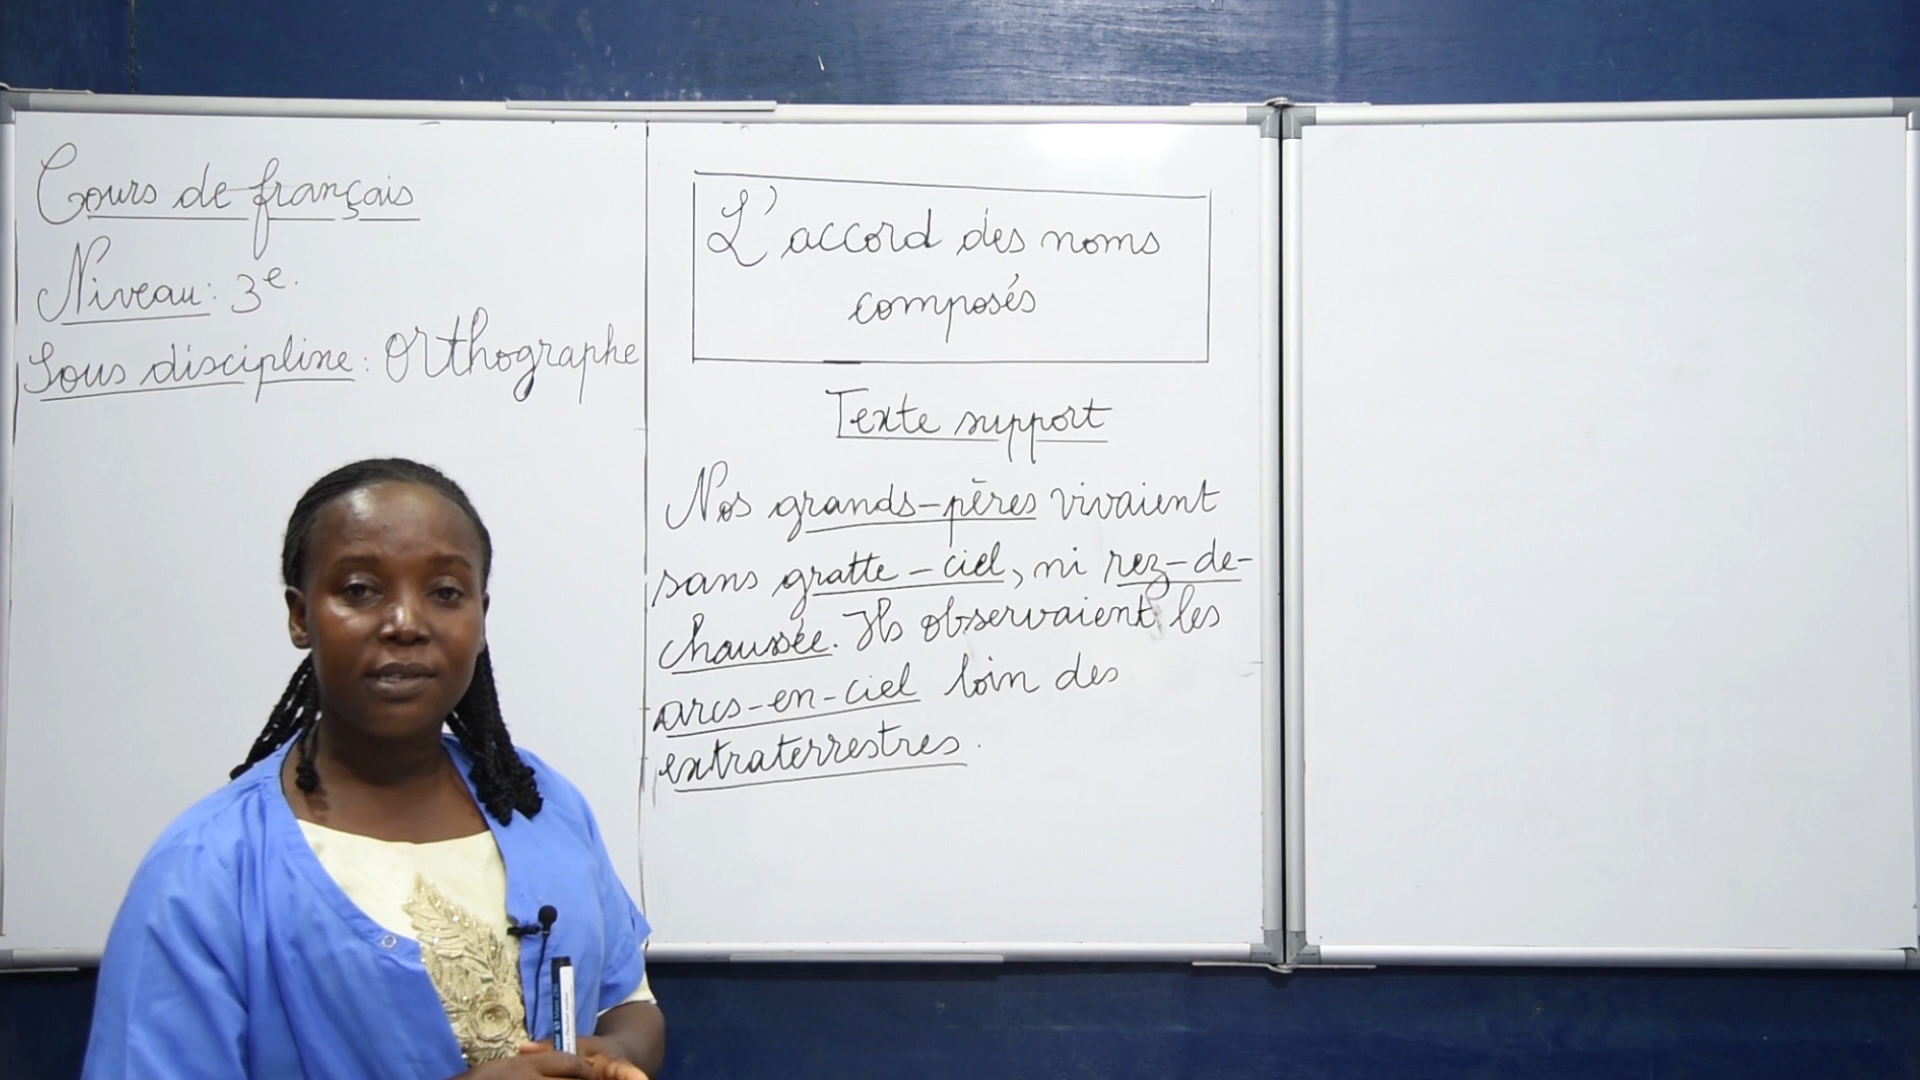 Cours de français
Niveau: 3e.
Sous discipline: Orthographe
L'accord des noms
composés
Texte support
Nos grands-pères vivaient
sans gratte-ciel, ni rez-de-
chaussée. Ils observaient les
arcs-en-ciel loin des
extraterrestres.